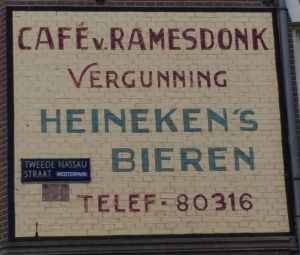 CAFÉ v. RAMESDONK
VERGUNNING
HEINEKEN'S
BIEREN
TWEEDE NASSAU
STRAAT WESTERPARK
TELEF-80316